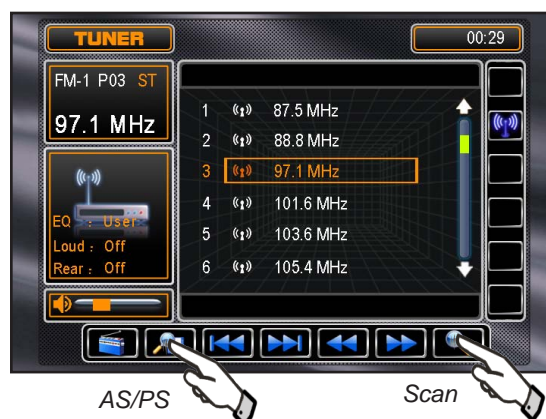 TUNER 00:29
FM-1 P03 ST
97.1 MHz
1 87.5 MHz
2 88.8 MHz
3 97.1 MHz
4 101.6 MHz
5 103.6 MHz
6 105.4 MHz
EQ : User
Loud : Off
Rear : Off
AS/PS Scan